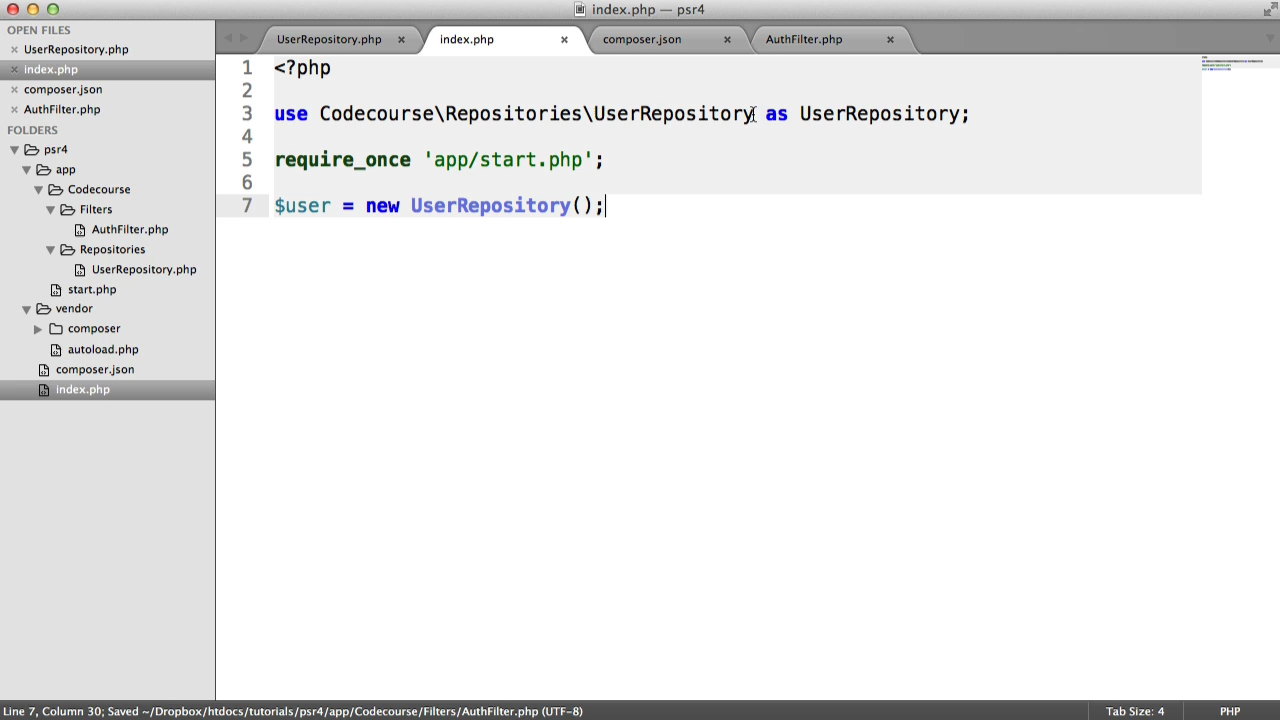 index.php — psr4
OPEN FILES
UserRepository.php
index.php
composer.json
AuthFilter.php
FOLDERS
psr4
app
Codecourse
Filters
AuthFilter.php
Repositories
UserRepository.php
start.php
vendor
composer
autoload.php
composer.json
index.php
UserRepository.php index.php composer.json AuthFilter.php
1 <?php
2
3 use Codecourse\Repositories\UserRepository as UserRepository;
4
5 require_once 'app/start.php';
6
7 $user = new UserRepository();
Line 7, Column 30; Saved ~/Dropbox/htdocs/tutorials/psr4/app/Codecourse/Filters/AuthFilter.php (UTF-8) Tab Size: 4 PHP